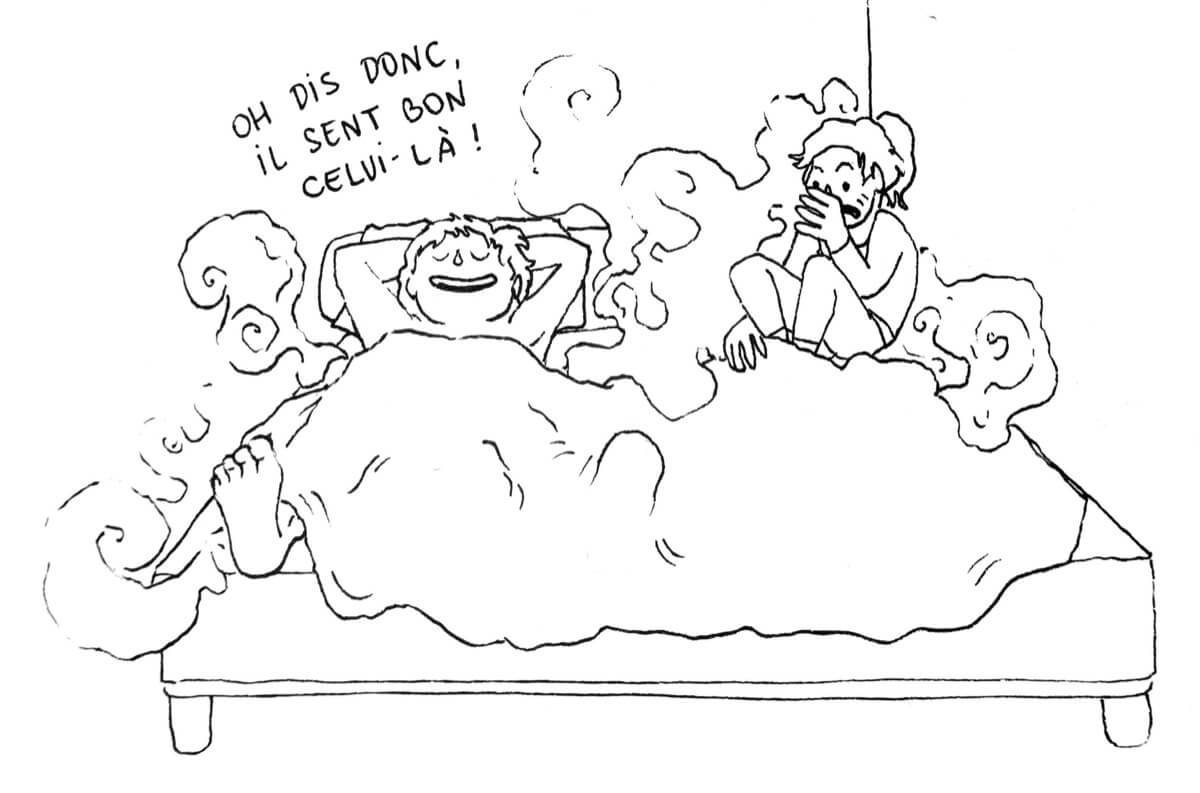 OH DIS DONC,
IL SENT BON
CELUI-LÀ !